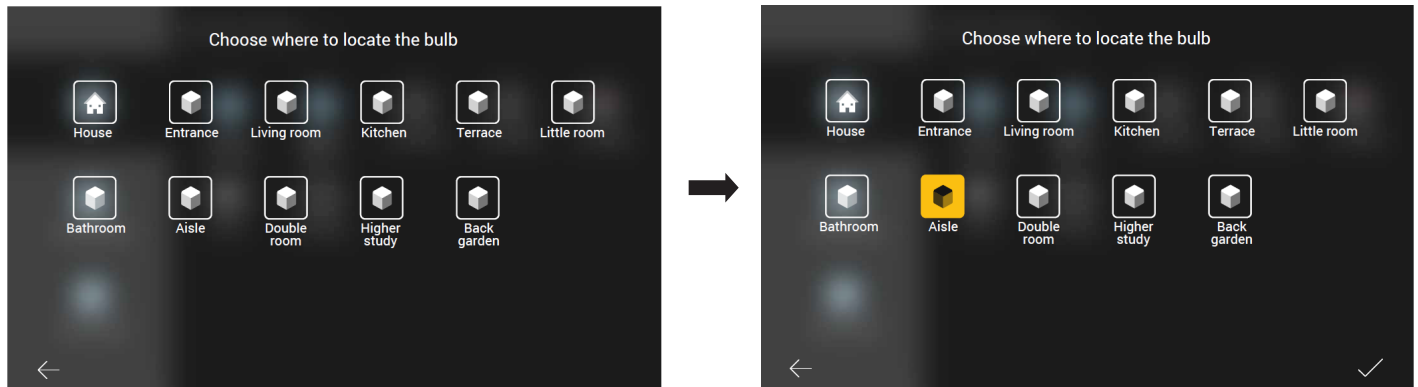 Choose where to locate the bulb
House Entrance Living room Kitchen Terrace Little room
Bathroom Aisle Double room Higher study Back garden
Choose where to locate the bulb
House Entrance Living room Kitchen Terrace Little room
Bathroom Aisle Double room Higher study Back garden